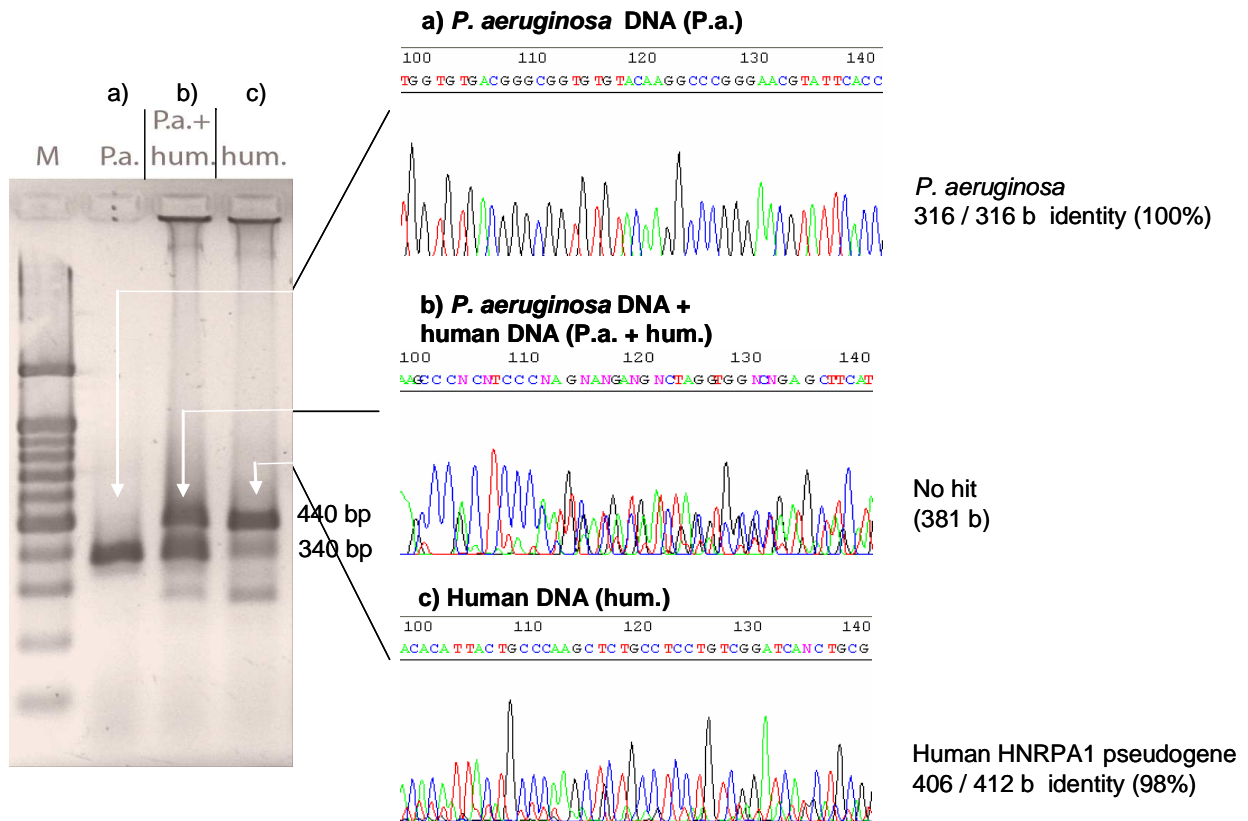 a) P. aeruginosa DNA (P.a.)
100 110 120 130 140
TGGTGTGACGGGCGGTGTGTACAAGGCCCGGGAACGTATTCACC
a) b) c)
P.a.+
M P.a. hum. hum.
P. aeruginosa
316 / 316 b identity (100%)
b) P. aeruginosa DNA +
human DNA (P.a. + hum.)
100 110 120 130 140
AAGCCCNCNTCCCNAGNANGANGNCTAGGTGGNCNGAGCTTCAT
No hit
(381 b)
440 bp
340 bp
c) Human DNA (hum.)
100 110 120 130 140
ACACATTACTGCCCAAGCTCTGCCTCCTGTCGGATCANCTGCG
Human HNRPA1 pseudogene
406 / 412 b identity (98%)